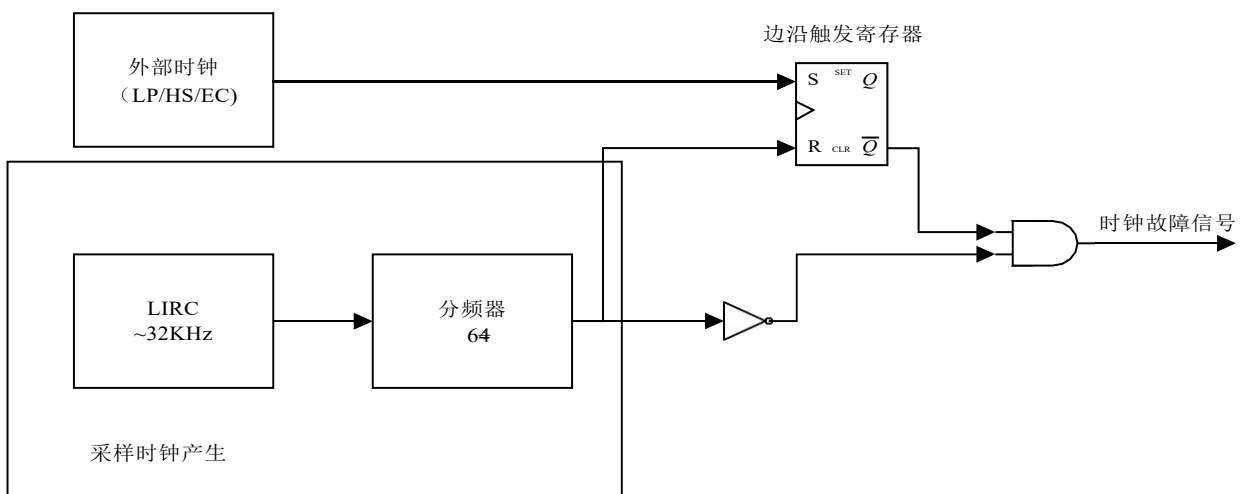 边沿触发寄存器
外部时钟
（LP/HS/EC)
S SET Q
R CLR Q
时钟故障信号
LIRC
~32KHz
分频器
64
采样时钟产生